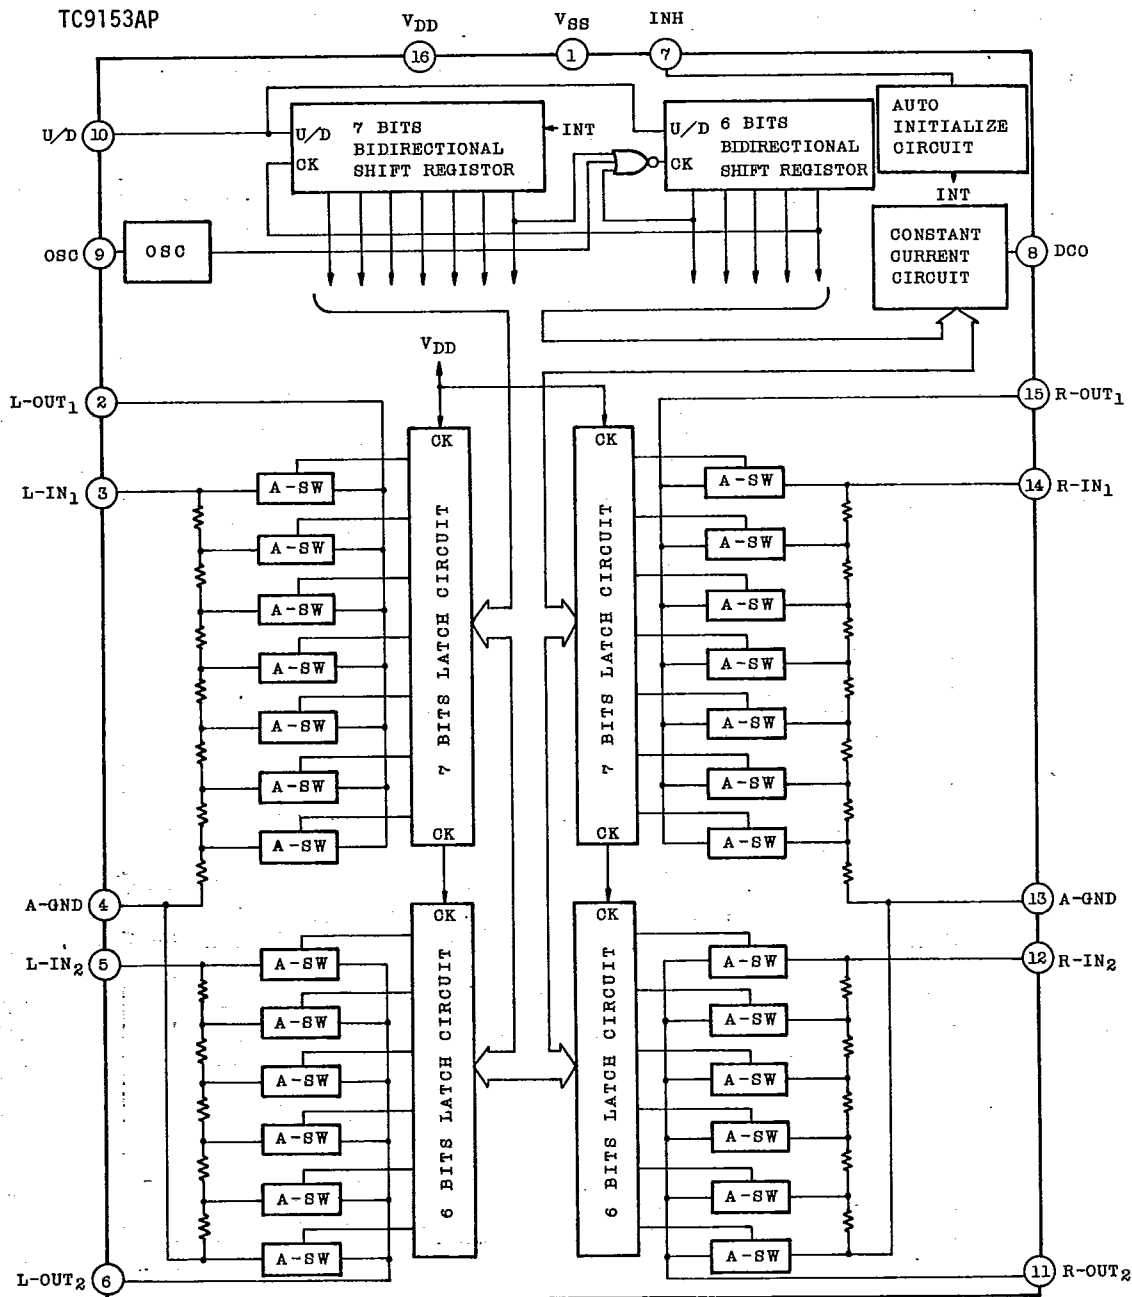 TC9153AP
VDD
VSS
INH
16
1
7
U/D 10
U/D
CK
7 BITS
BIDIRECTIONAL
SHIFT REGISTOR
INT
U/D
CK
6 BITS
BIDIRECTIONAL
SHIFT REGISTOR
AUTO
INITIALIZE
CIRCUIT
INT
OSC 9
OSC
CONSTANT
CURRENT
CIRCUIT
8 DCO
VDD
L-OUT1 2
15 R-OUT1
CK
CK
L-IN1 3
14 R-IN1
A-SW
A-SW
A-SW
A-SW
A-SW
A-SW
A-SW
7 BITS LATCH CIRCUIT
7 BITS LATCH CIRCUIT
A-SW
A-SW
A-SW
A-SW
A-SW
A-SW
A-SW
CK
CK
A-GND 4
13 A-GND
CK
CK
L-IN2 5
12 R-IN2
A-SW
A-SW
A-SW
A-SW
A-SW
A-SW
6 BITS LATCH CIRCUIT
6 BITS LATCH CIRCUIT
A-SW
A-SW
A-SW
A-SW
A-SW
A-SW
L-OUT2 6
11 R-OUT2